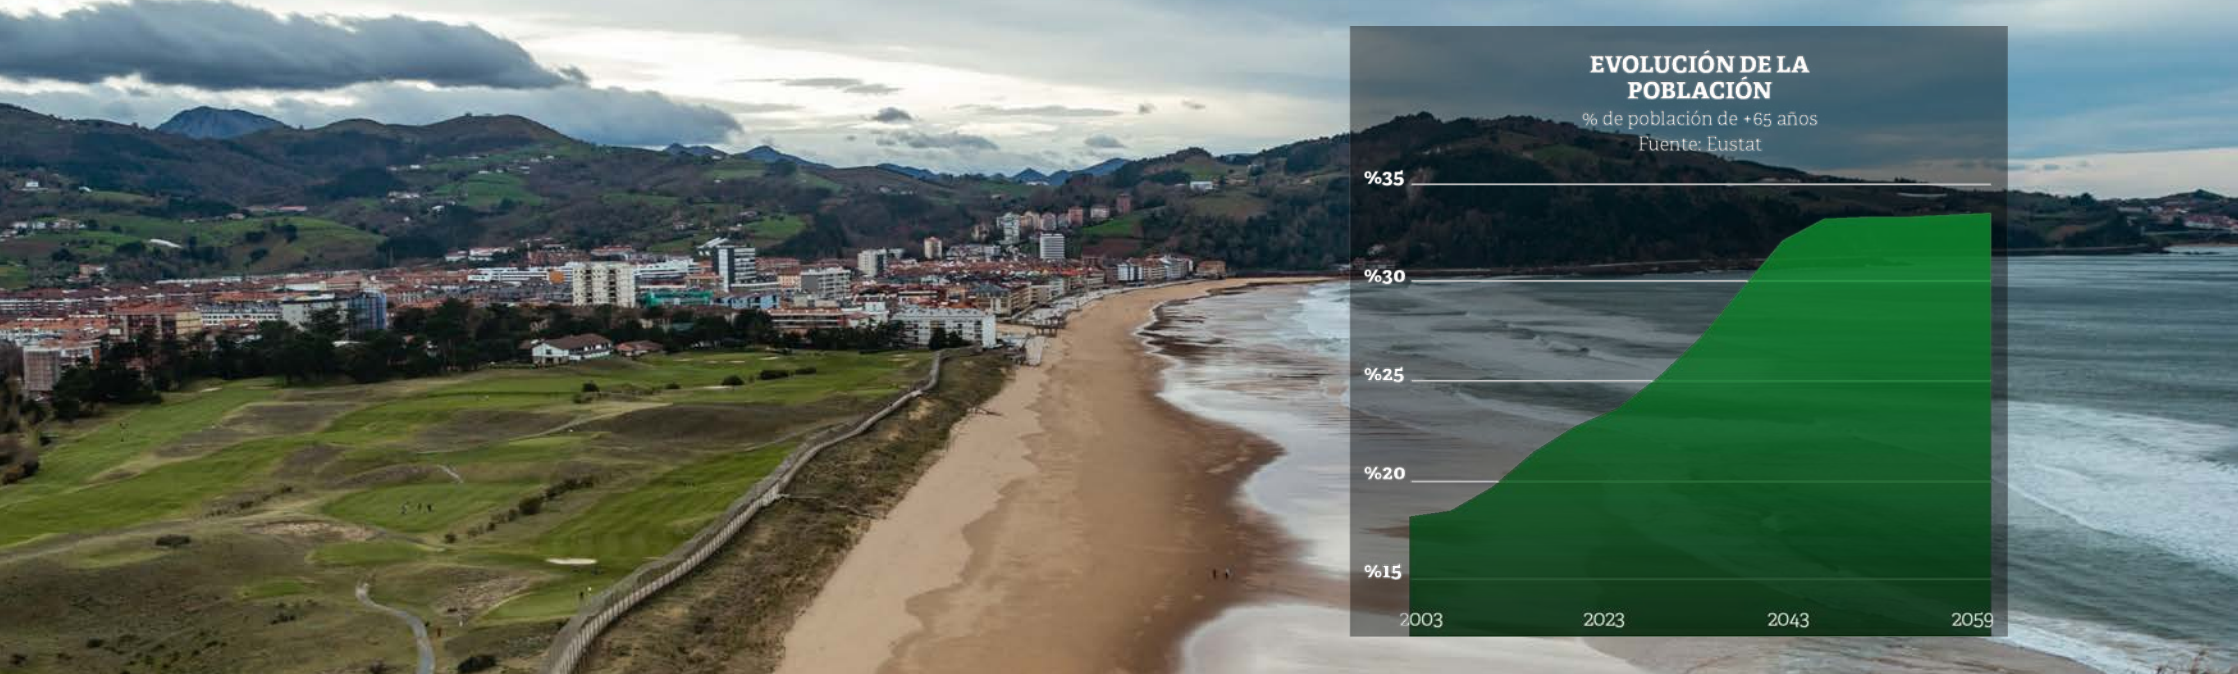 EVOLUCIÓN DE LA
POBLACIÓN
% de población de +65 años
Fuente: Eustat
%35
%30
%25
%20
%15
2003 2023 2043 2059